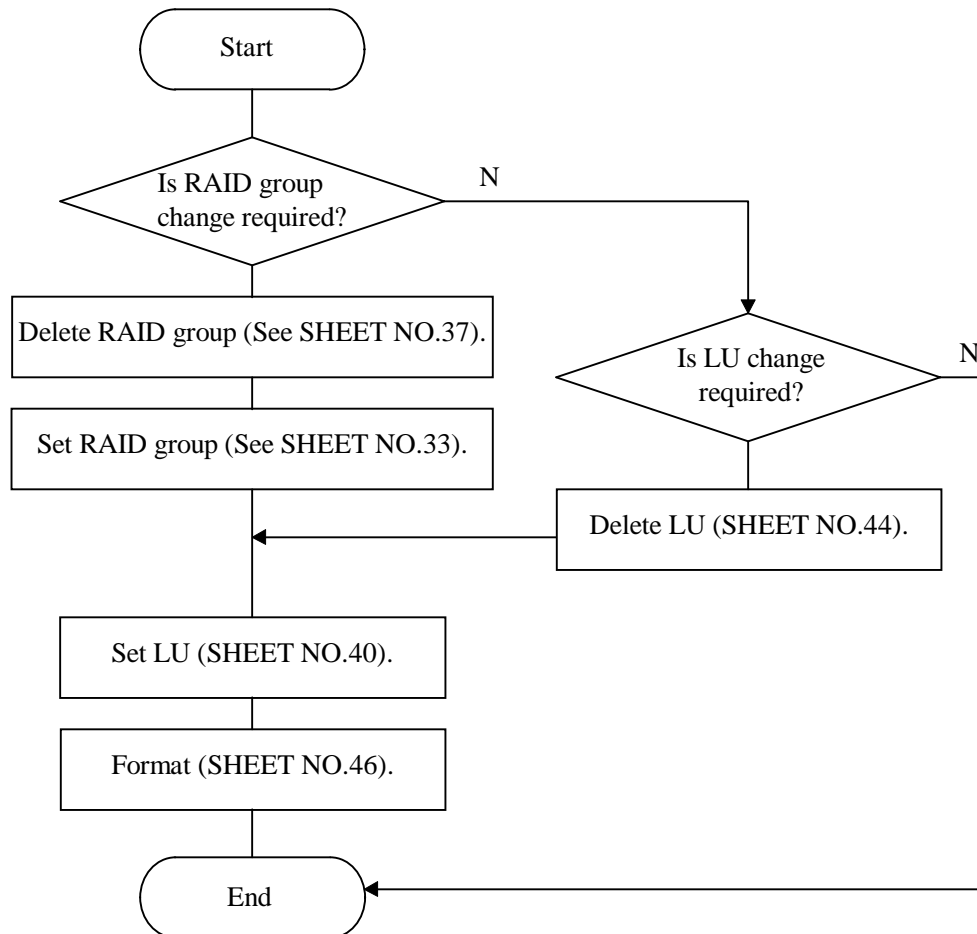 Start
Is RAID group
change required?
N
Delete RAID group (See SHEET NO.37).
Is LU change
required?
N
Set RAID group (See SHEET NO.33).
Delete LU (SHEET NO.44).
Set LU (SHEET NO.40).
Format (SHEET NO.46).
End